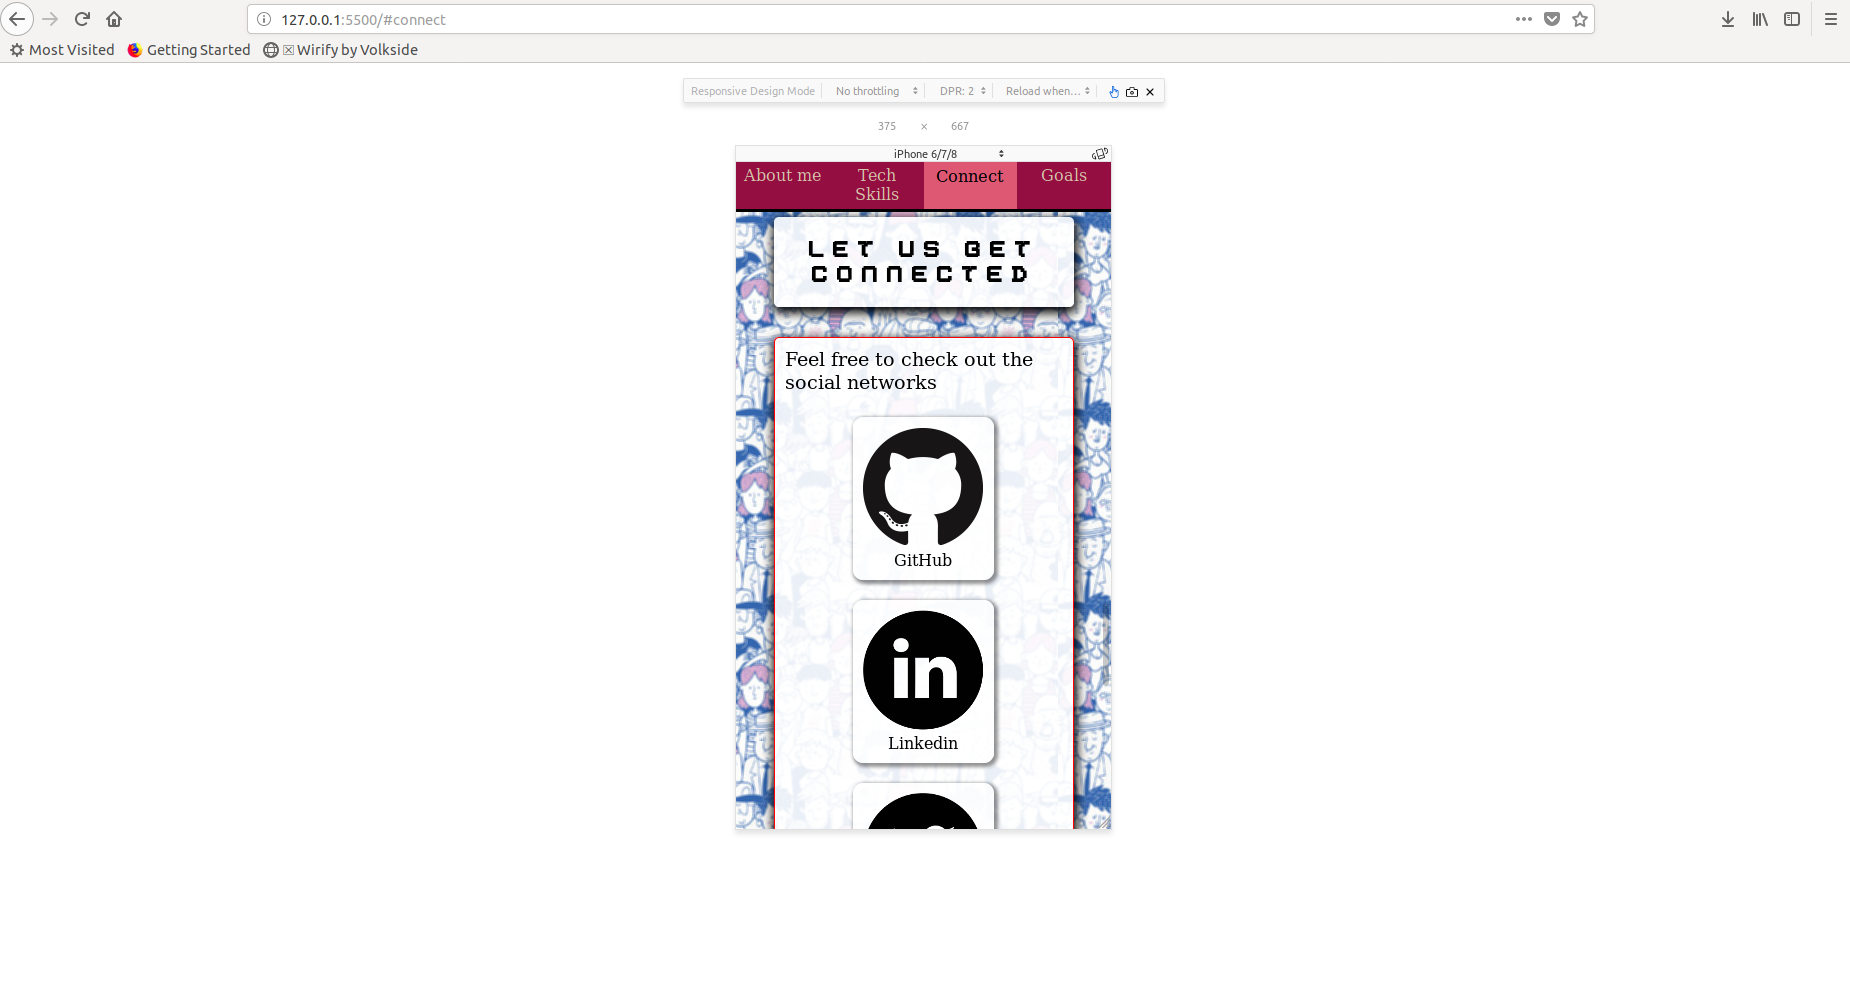 127.0.0.1:5500/#connect
Most Visited Getting Started Wirify by Volkside
Responsive Design Mode No throttling DPR: 2 Reload when...
375 × 667
iPhone 6/7/8
About me Tech Skills Connect Goals
LET US GET
CONNECTED
Feel free to check out the
social networks
GitHub
in
Linkedin